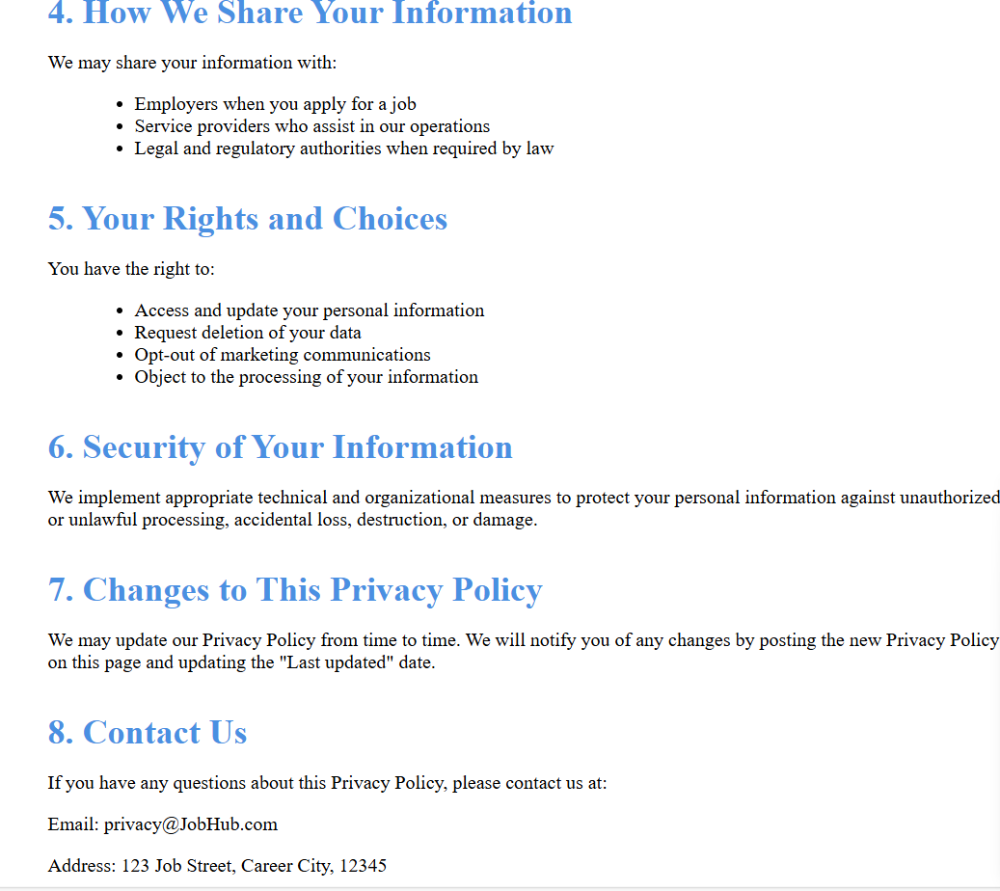 4. How We Share Your Information
We may share your information with:
• Employers when you apply for a job
• Service providers who assist in our operations
• Legal and regulatory authorities when required by law
5. Your Rights and Choices
You have the right to:
• Access and update your personal information
• Request deletion of your data
• Opt-out of marketing communications
• Object to the processing of your information
6. Security of Your Information
We implement appropriate technical and organizational measures to protect your personal information against unauthorized
or unlawful processing, accidental loss, destruction, or damage.
7. Changes to This Privacy Policy
We may update our Privacy Policy from time to time. We will notify you of any changes by posting the new Privacy Policy
on this page and updating the "Last updated" date.
8. Contact Us
If you have any questions about this Privacy Policy, please contact us at:
Email: privacy@JobHub.com
Address: 123 Job Street, Career City, 12345